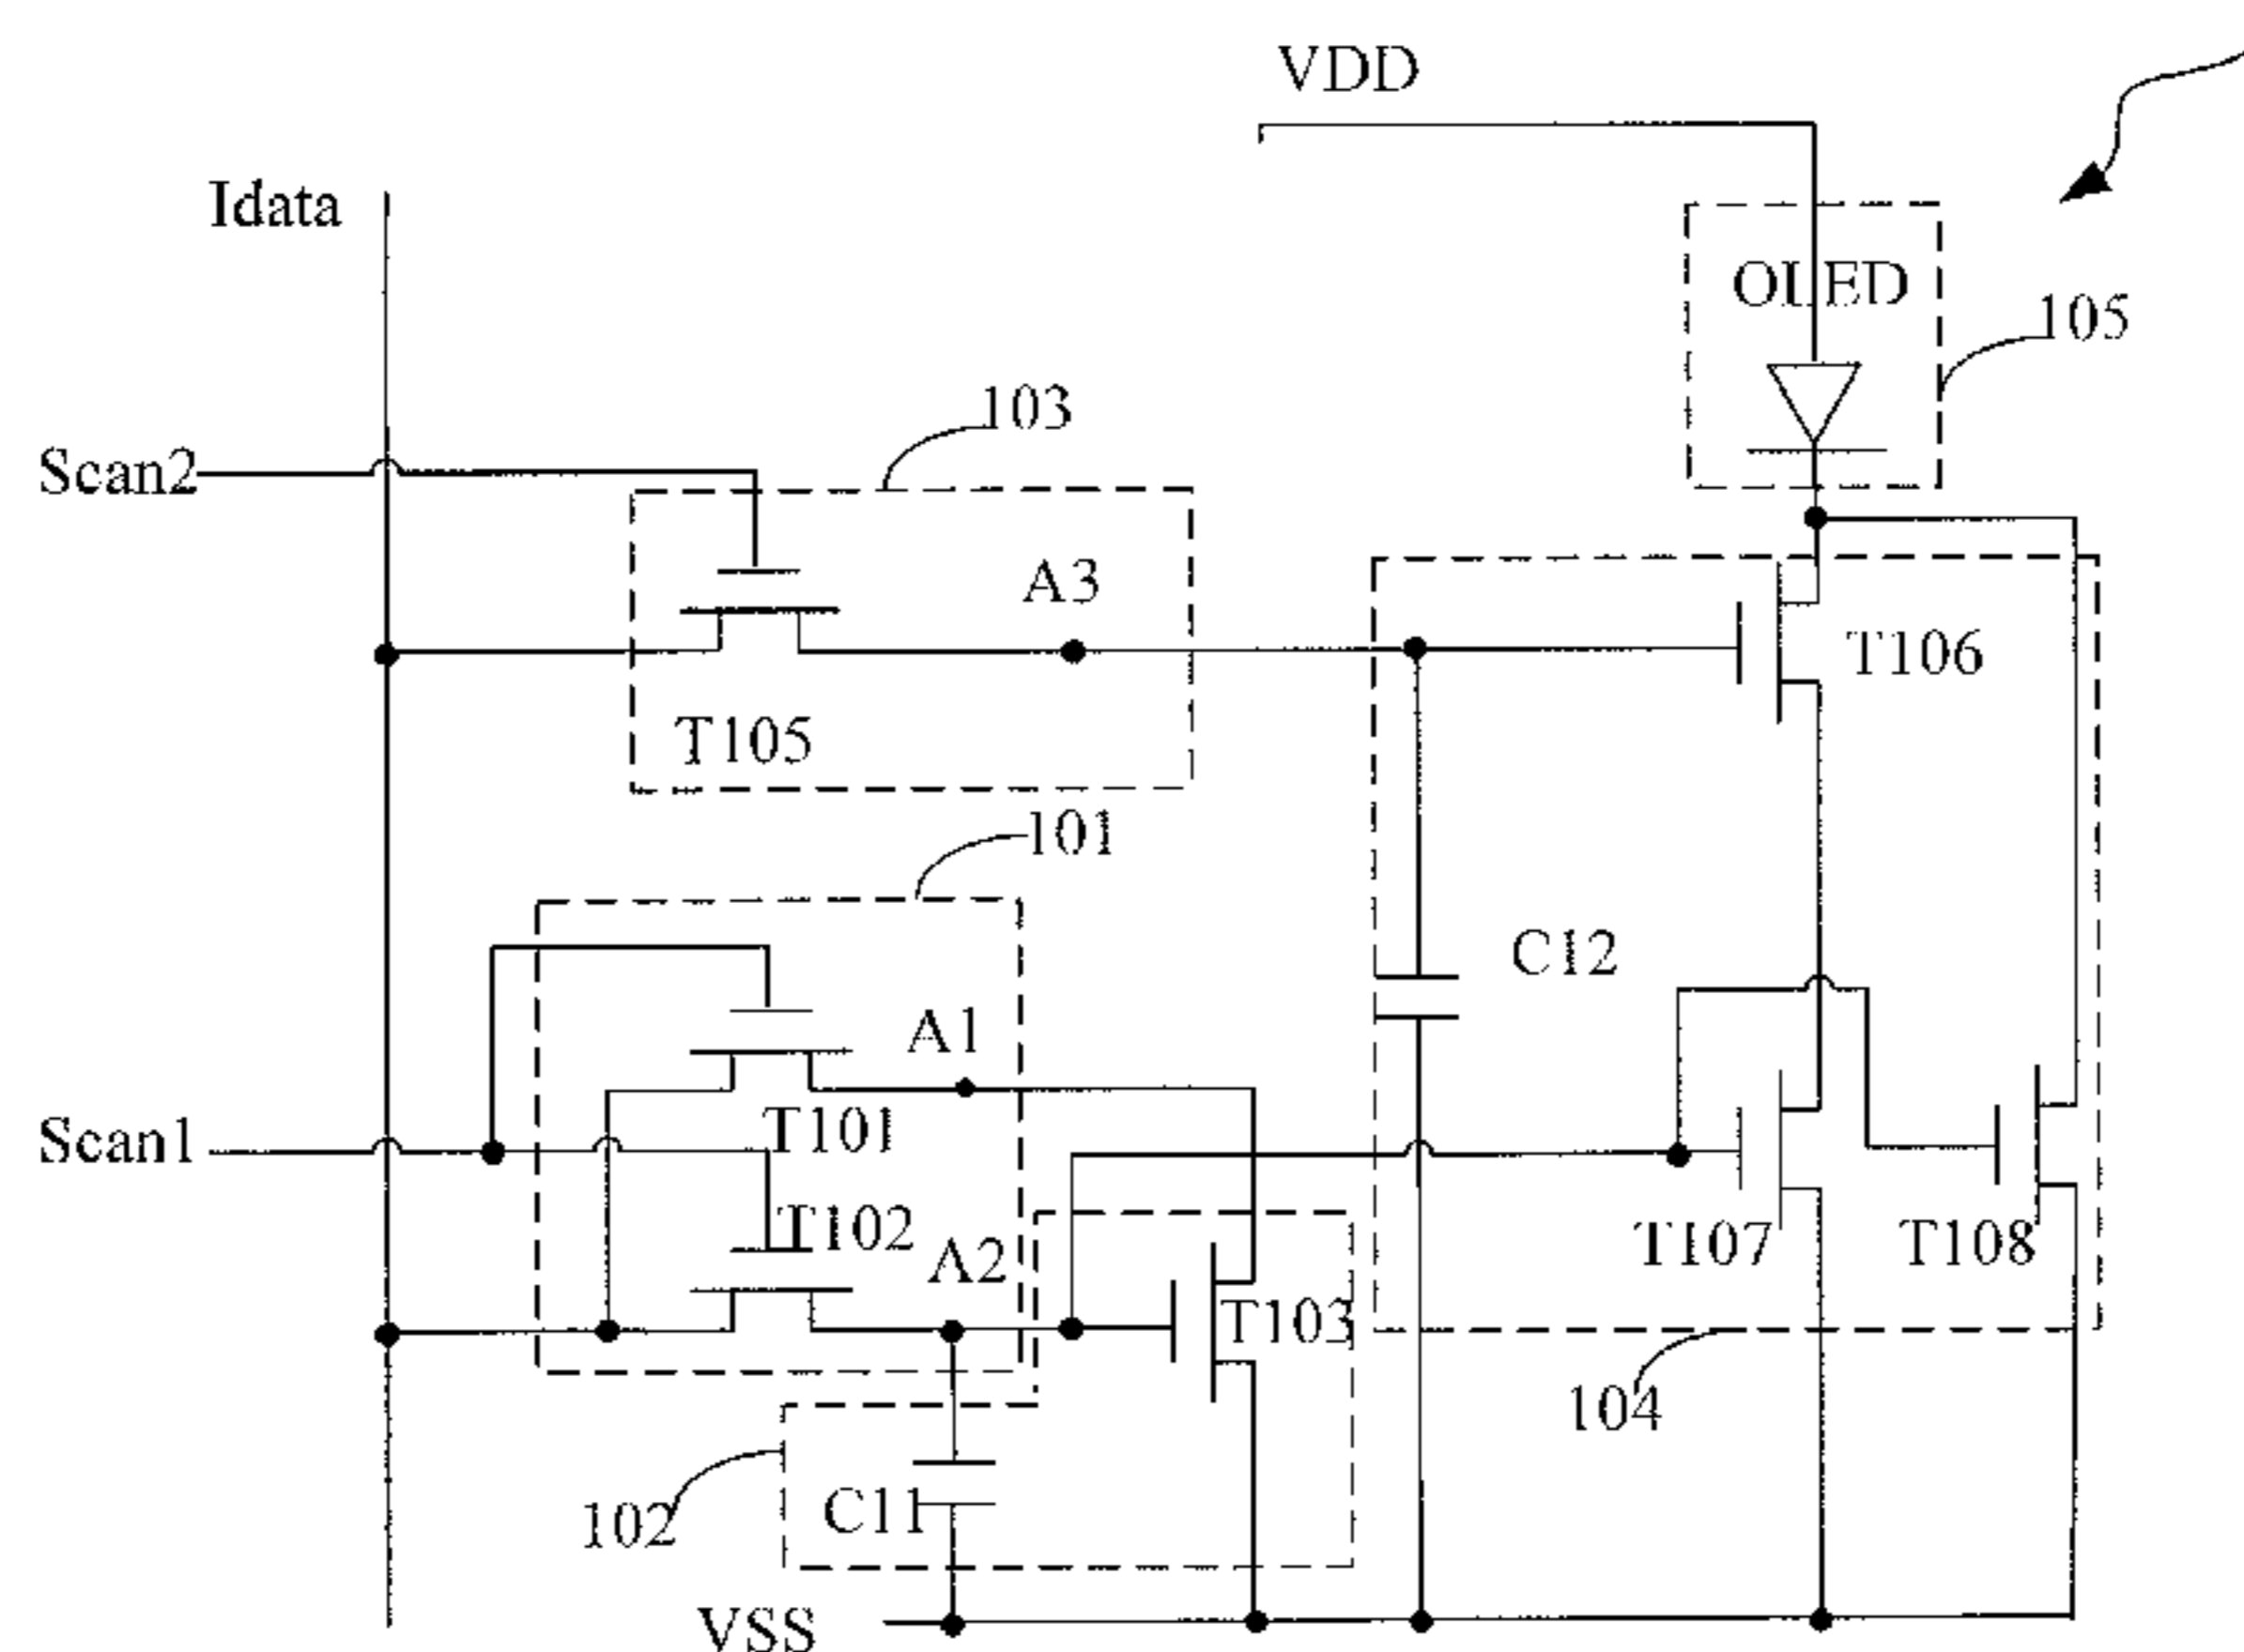 VDD
Idata
OLED
105
103
Scan2
A3
T106
T105
101
C12
A1
T101
Scan1
T102
A2
T107
T108
T103
104
C11
102
VSS